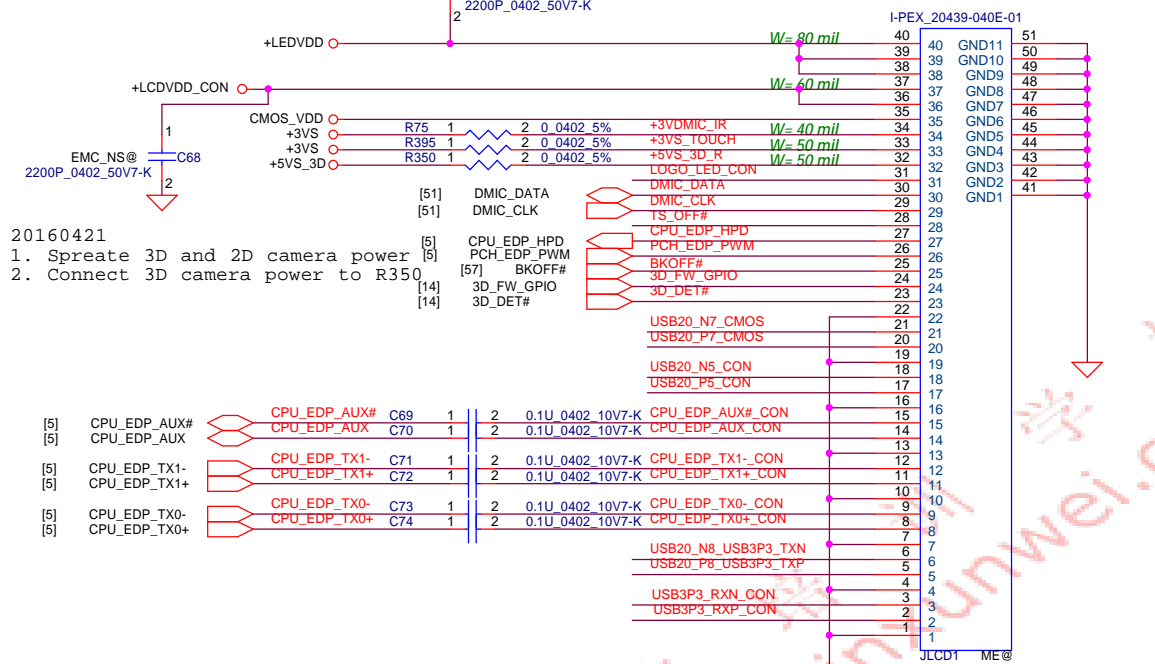 2200P_0402_50V7-K
2
I-PEX_20439-040E-01
+LEDVDD
W= 80 mil
+LCDVDD_CON
W= 60 mil
CMOS_VDD
+3VS R75 1 2 0_0402_5% +3VDMIC_IR W= 40 mil
+3VS R395 1 2 0_0402_5% +3VS_TOUCH W= 50 mil
+5VS_3D R350 1 2 0_0402_5% +5VS_3D_R W= 50 mil
1
EMC_NS@ C68
2200P_0402_50V7-K
2
LOGO_LED_CON
[51] DMIC_DATA DMIC_DATA
[51] DMIC_CLK DMIC_CLK
TS_OFF#
[5] CPU_EDP_HPD CPU_EDP_HPD
[5] PCH_EDP_PWM PCH_EDP_PWM
[57] BKOFF# BKOFF#
[14] 3D_FW_GPIO 3D_FW_GPIO
[14] 3D_DET# 3D_DET#
20160421
1. Spreate 3D and 2D camera power
2. Connect 3D camera power to R350
USB20_N7_CMOS
USB20_P7_CMOS
USB20_N5_CON
USB20_P5_CON
[5] CPU_EDP_AUX# CPU_EDP_AUX# C69 1 2 0.1U_0402_10V7-K CPU_EDP_AUX#_CON
[5] CPU_EDP_AUX CPU_EDP_AUX C70 1 2 0.1U_0402_10V7-K CPU_EDP_AUX_CON
[5] CPU_EDP_TX1- CPU_EDP_TX1- C71 1 2 0.1U_0402_10V7-K CPU_EDP_TX1-_CON
[5] CPU_EDP_TX1+ CPU_EDP_TX1+ C72 1 2 0.1U_0402_10V7-K CPU_EDP_TX1+_CON
[5] CPU_EDP_TX0- CPU_EDP_TX0- C73 1 2 0.1U_0402_10V7-K CPU_EDP_TX0-_CON
[5] CPU_EDP_TX0+ CPU_EDP_TX0+ C74 1 2 0.1U_0402_10V7-K CPU_EDP_TX0+_CON
USB20_N8_USB3P3_TXN
USB20_P8_USB3P3_TXP
USB3P3_RXN_CON
USB3P3_RXP_CON
40 40 GND11 51
39 GND10 50
38 38 GND9 49
37 37 GND8 48
36 36 GND7 47
35 35 GND6 46
34 34 GND5 45
33 33 GND4 44
32 32 GND3 43
31 31 GND2 42
30 30 GND1 41
29 29
28 28
27 27
26 26
25 25
24 24
23 23
22 22
21 21
20 20
19 19
18 18
17 17
16 16
15 15
14 14
13 13
12 12
11 11
10 10
9 9
8 8
7 7
6 6
5 5
4 4
3 3
2 2
1 1
JLCD1 ME@